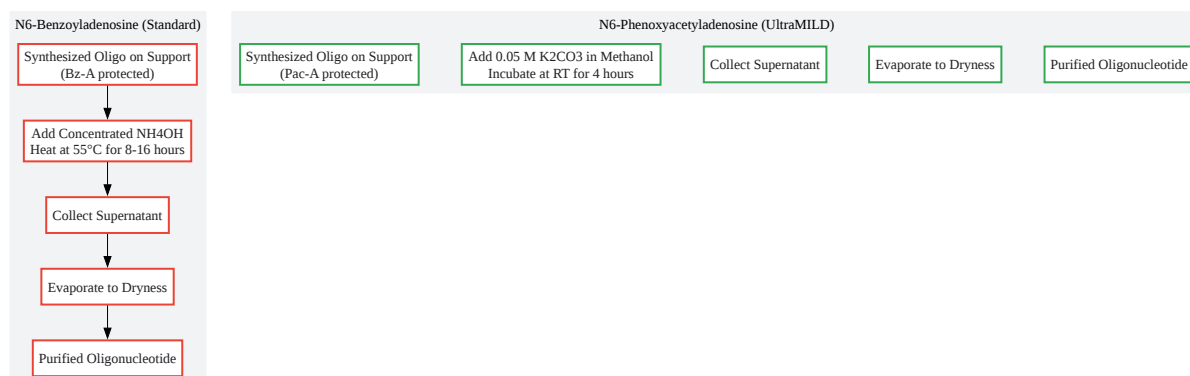 N6-Benzoyladenosine (Standard)
Synthesized Oligo on Support
(Bz-A protected)
Add Concentrated NH4OH
Heat at 55°C for 8-16 hours
Collect Supernatant
Evaporate to Dryness
Purified Oligonucleotide
N6-Phenoxyacetyladenosine (UltraMILD)
Synthesized Oligo on Support
(Pac-A protected)
Add 0.05 M K2CO3 in Methanol
Incubate at RT for 4 hours
Collect Supernatant
Evaporate to Dryness
Purified Oligonucleotide